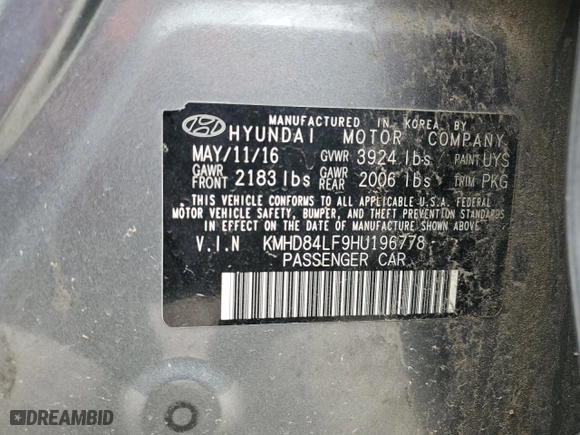 MANUFACTURED IN KOREA BY
HYUNDAI MOTOR COMPANY
MAY/11/16 GVWR 3924 lbs PAINT UYS
GAWR FRONT 2183 lbs GAWR REAR 2006 lbs TRIM PKG
THIS VEHICLE CONFORMS TO ALL APPLICABLE U.S.A. FEDERAL
MOTOR VEHICLE SAFETY, BUMPER, AND THEFT PREVENTION STANDARDS
IN EFFECT ON THE DATE OF MANUFACTURE SHOWN ABOVE.
V.I.N KMHD84LF9HU196778
PASSENGER CAR
DREAMBID